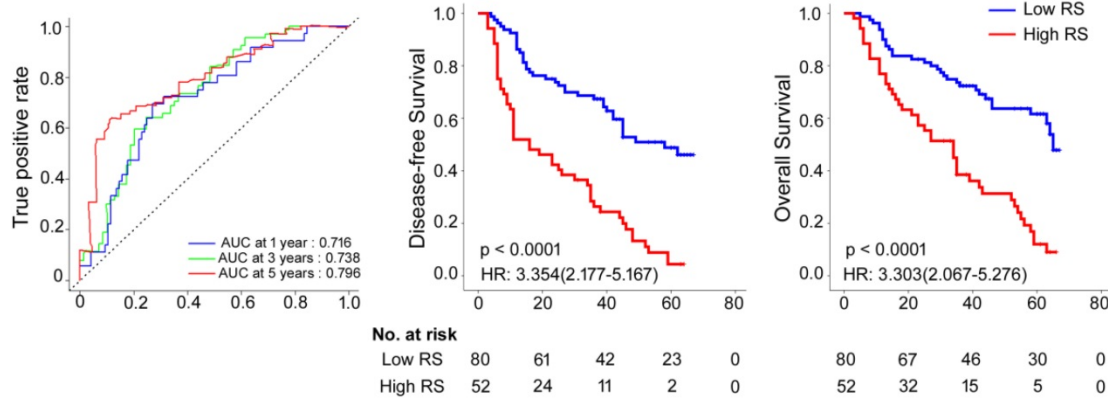 True positive rate
1.0
0.8
0.6
0.4
0.2
0
0 0.2 0.4 0.6 0.8 1.0
AUC at 1 year : 0.716
AUC at 3 years : 0.738
AUC at 5 years : 0.796
Disease-free Survival
1.0
0.8
0.6
0.4
0.2
0.0
p < 0.0001
HR: 3.354(2.177-5.167)
0 20 40 60 80
Overall Survival
1.0
0.8
0.6
0.4
0.2
0.0
Low RS
High RS
p < 0.0001
HR: 3.303(2.067-5.276)
0 20 40 60 80
No. at risk
Low RS 80 61 42 23 0 80 67 46 30 0
High RS 52 24 11 2 0 52 32 15 5 0